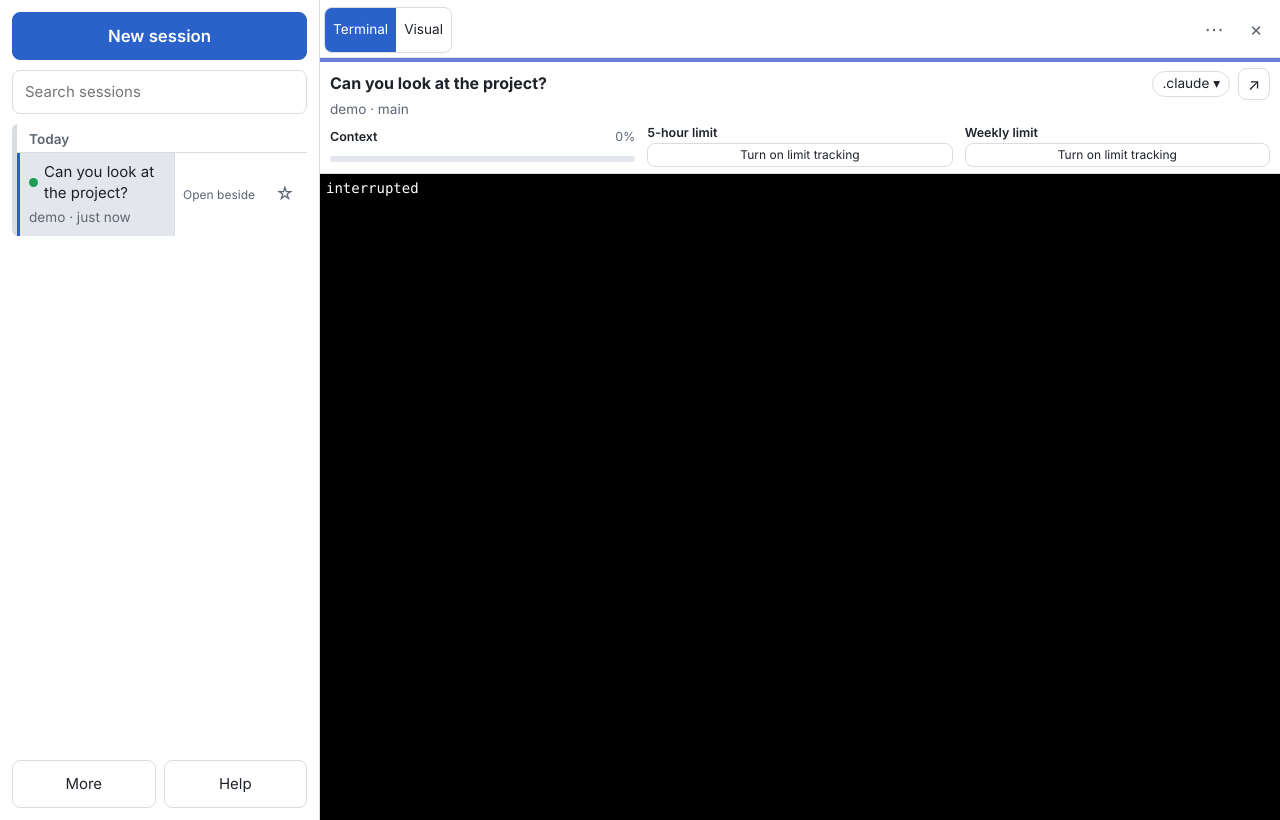 New session
Search sessions
Today
Can you look at
the project?
demo · just now
Open beside
☆
More
Help
Terminal
Visual
⋯
✕
Can you look at the project?
.claude ▾
↗
demo · main
Context
0%
5-hour limit
Turn on limit tracking
Weekly limit
Turn on limit tracking
interrupted